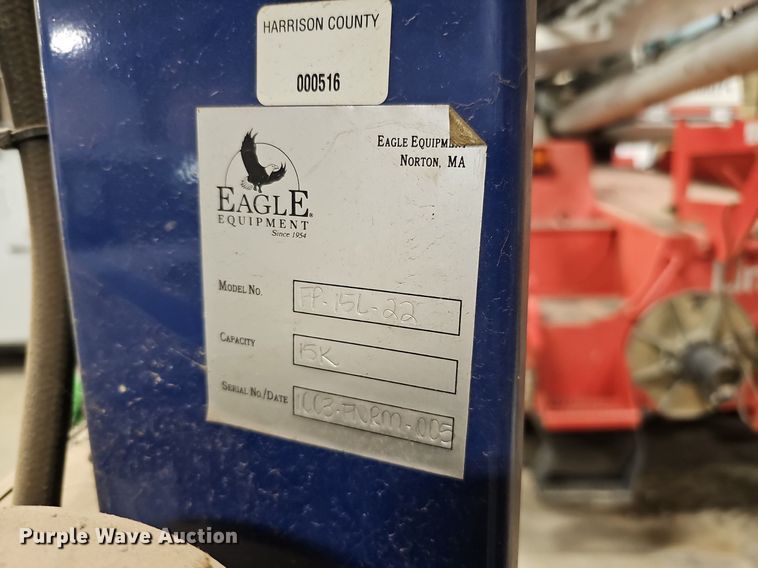 HARRISON COUNTY
000516
EAGLE EQUIPMENT
NORTON, MA
EAGLE®
EQUIPMENT
Since 1954
MODEL NO. FP-15L-22
CAPACITY 15K
SERIAL NO./DATE
Purple Wave Auction